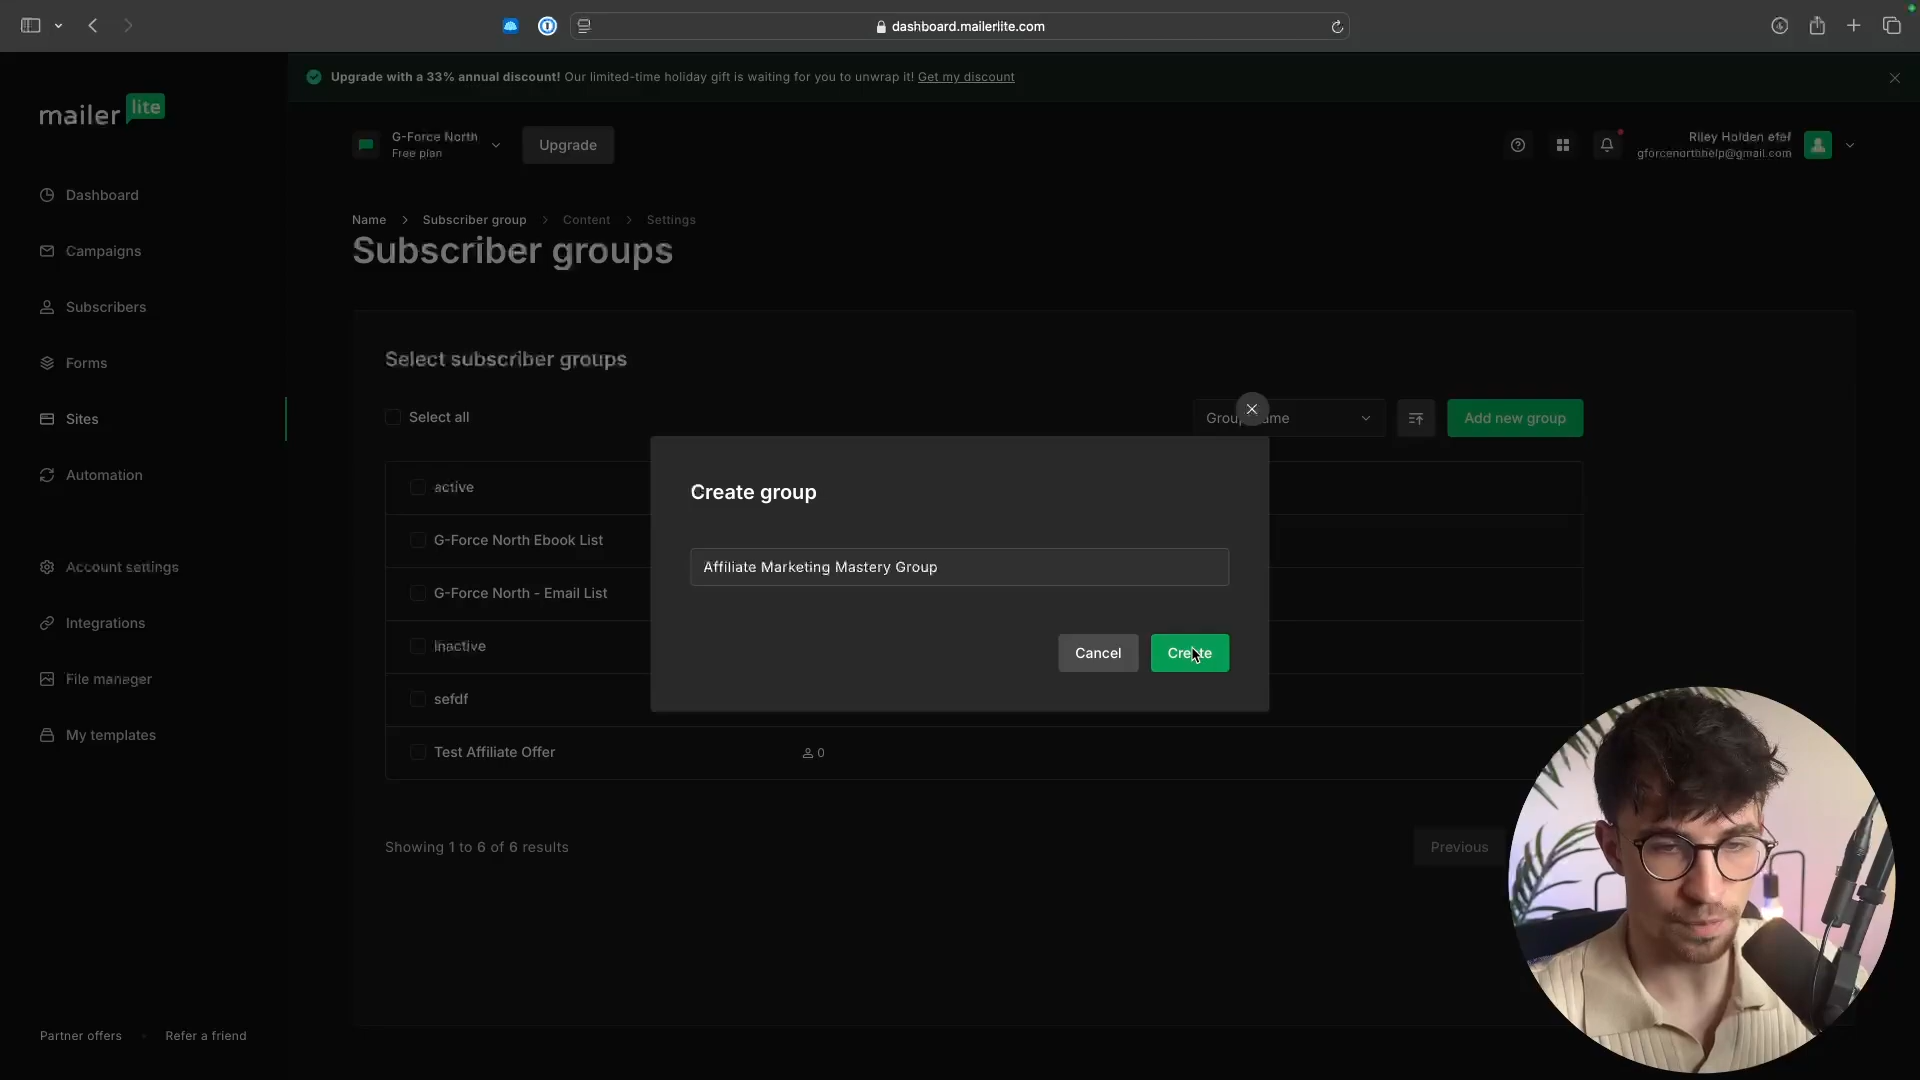 dashboard.mailerlite.com
Upgrade with a 33% annual discount! Our limited-time holiday gift is waiting for you to unwrap it! Get my discount
mailer lite
G-Force North
Free plan
Upgrade
Riley Holden efef
gforcenorthhelp@gmail.com
Dashboard
Campaigns
Subscribers
Forms
Sites
Automation
Account settings
Integrations
File manager
My templates
Partner offers
Refer a friend
Name > Subscriber group > Content > Settings
Subscriber groups
Select subscriber groups
Select all
Add new group
active
G-Force North Ebook List
G-Force North - Email List
Inactive
sefdf
Test Affiliate Offer
0
Showing 1 to 6 of 6 results
Previous
Create group
Affiliate Marketing Mastery Group
Cancel
Create